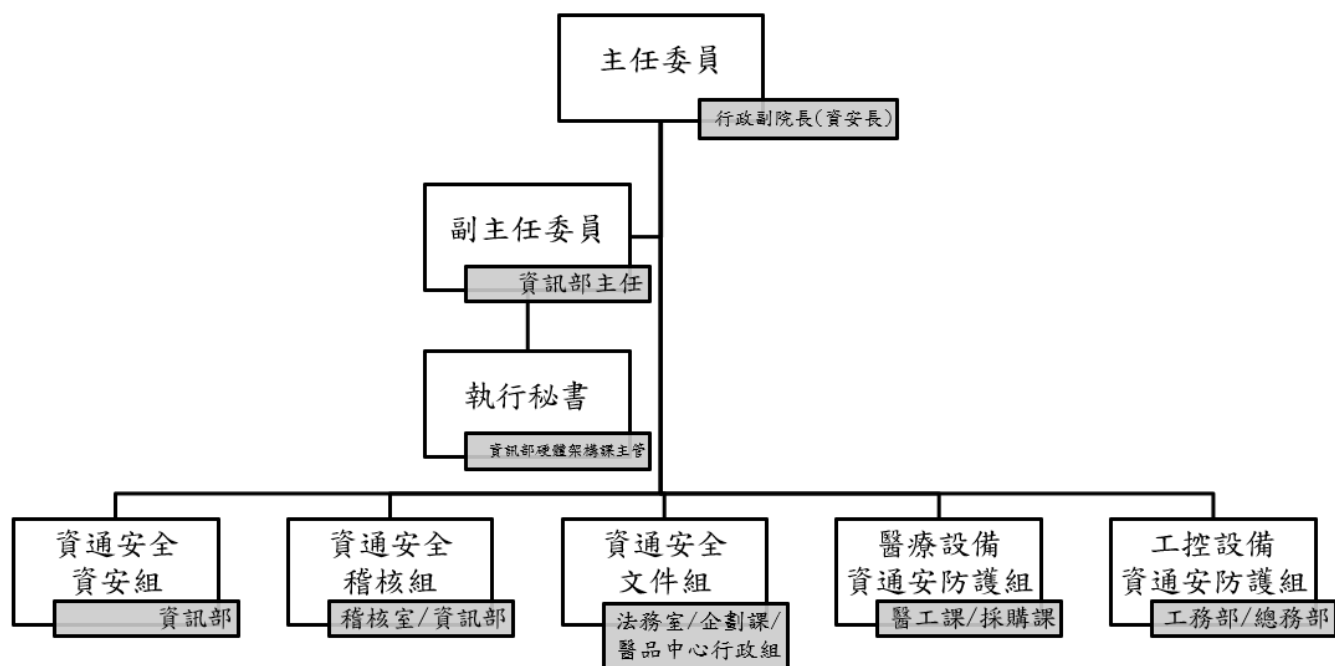 主任委員
行政副院長(資安長)
副主任委員
資訊部主任
執行秘書
資訊部硬體架構課主管
資通安全
資安組
資訊部
資通安全
稽核組
稽核室/資訊部
資通安全
文件組
法務室/企劃課/
醫品中心行政組
醫療設備
資通安防護組
醫工課/採購課
工控設備
資通安防護組
工務部/總務部